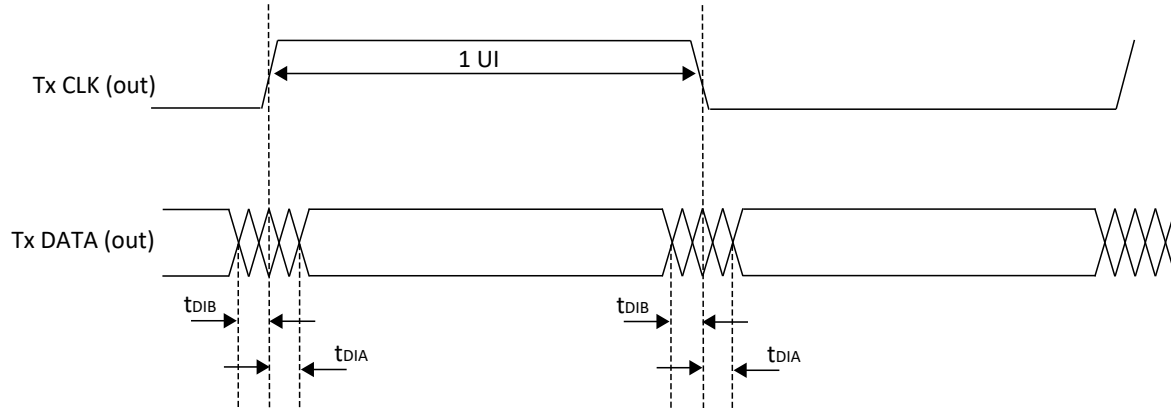 1 UI
Tx CLK (out)
Tx DATA (out)
tDIB
tDIB
tDIA
tDIA